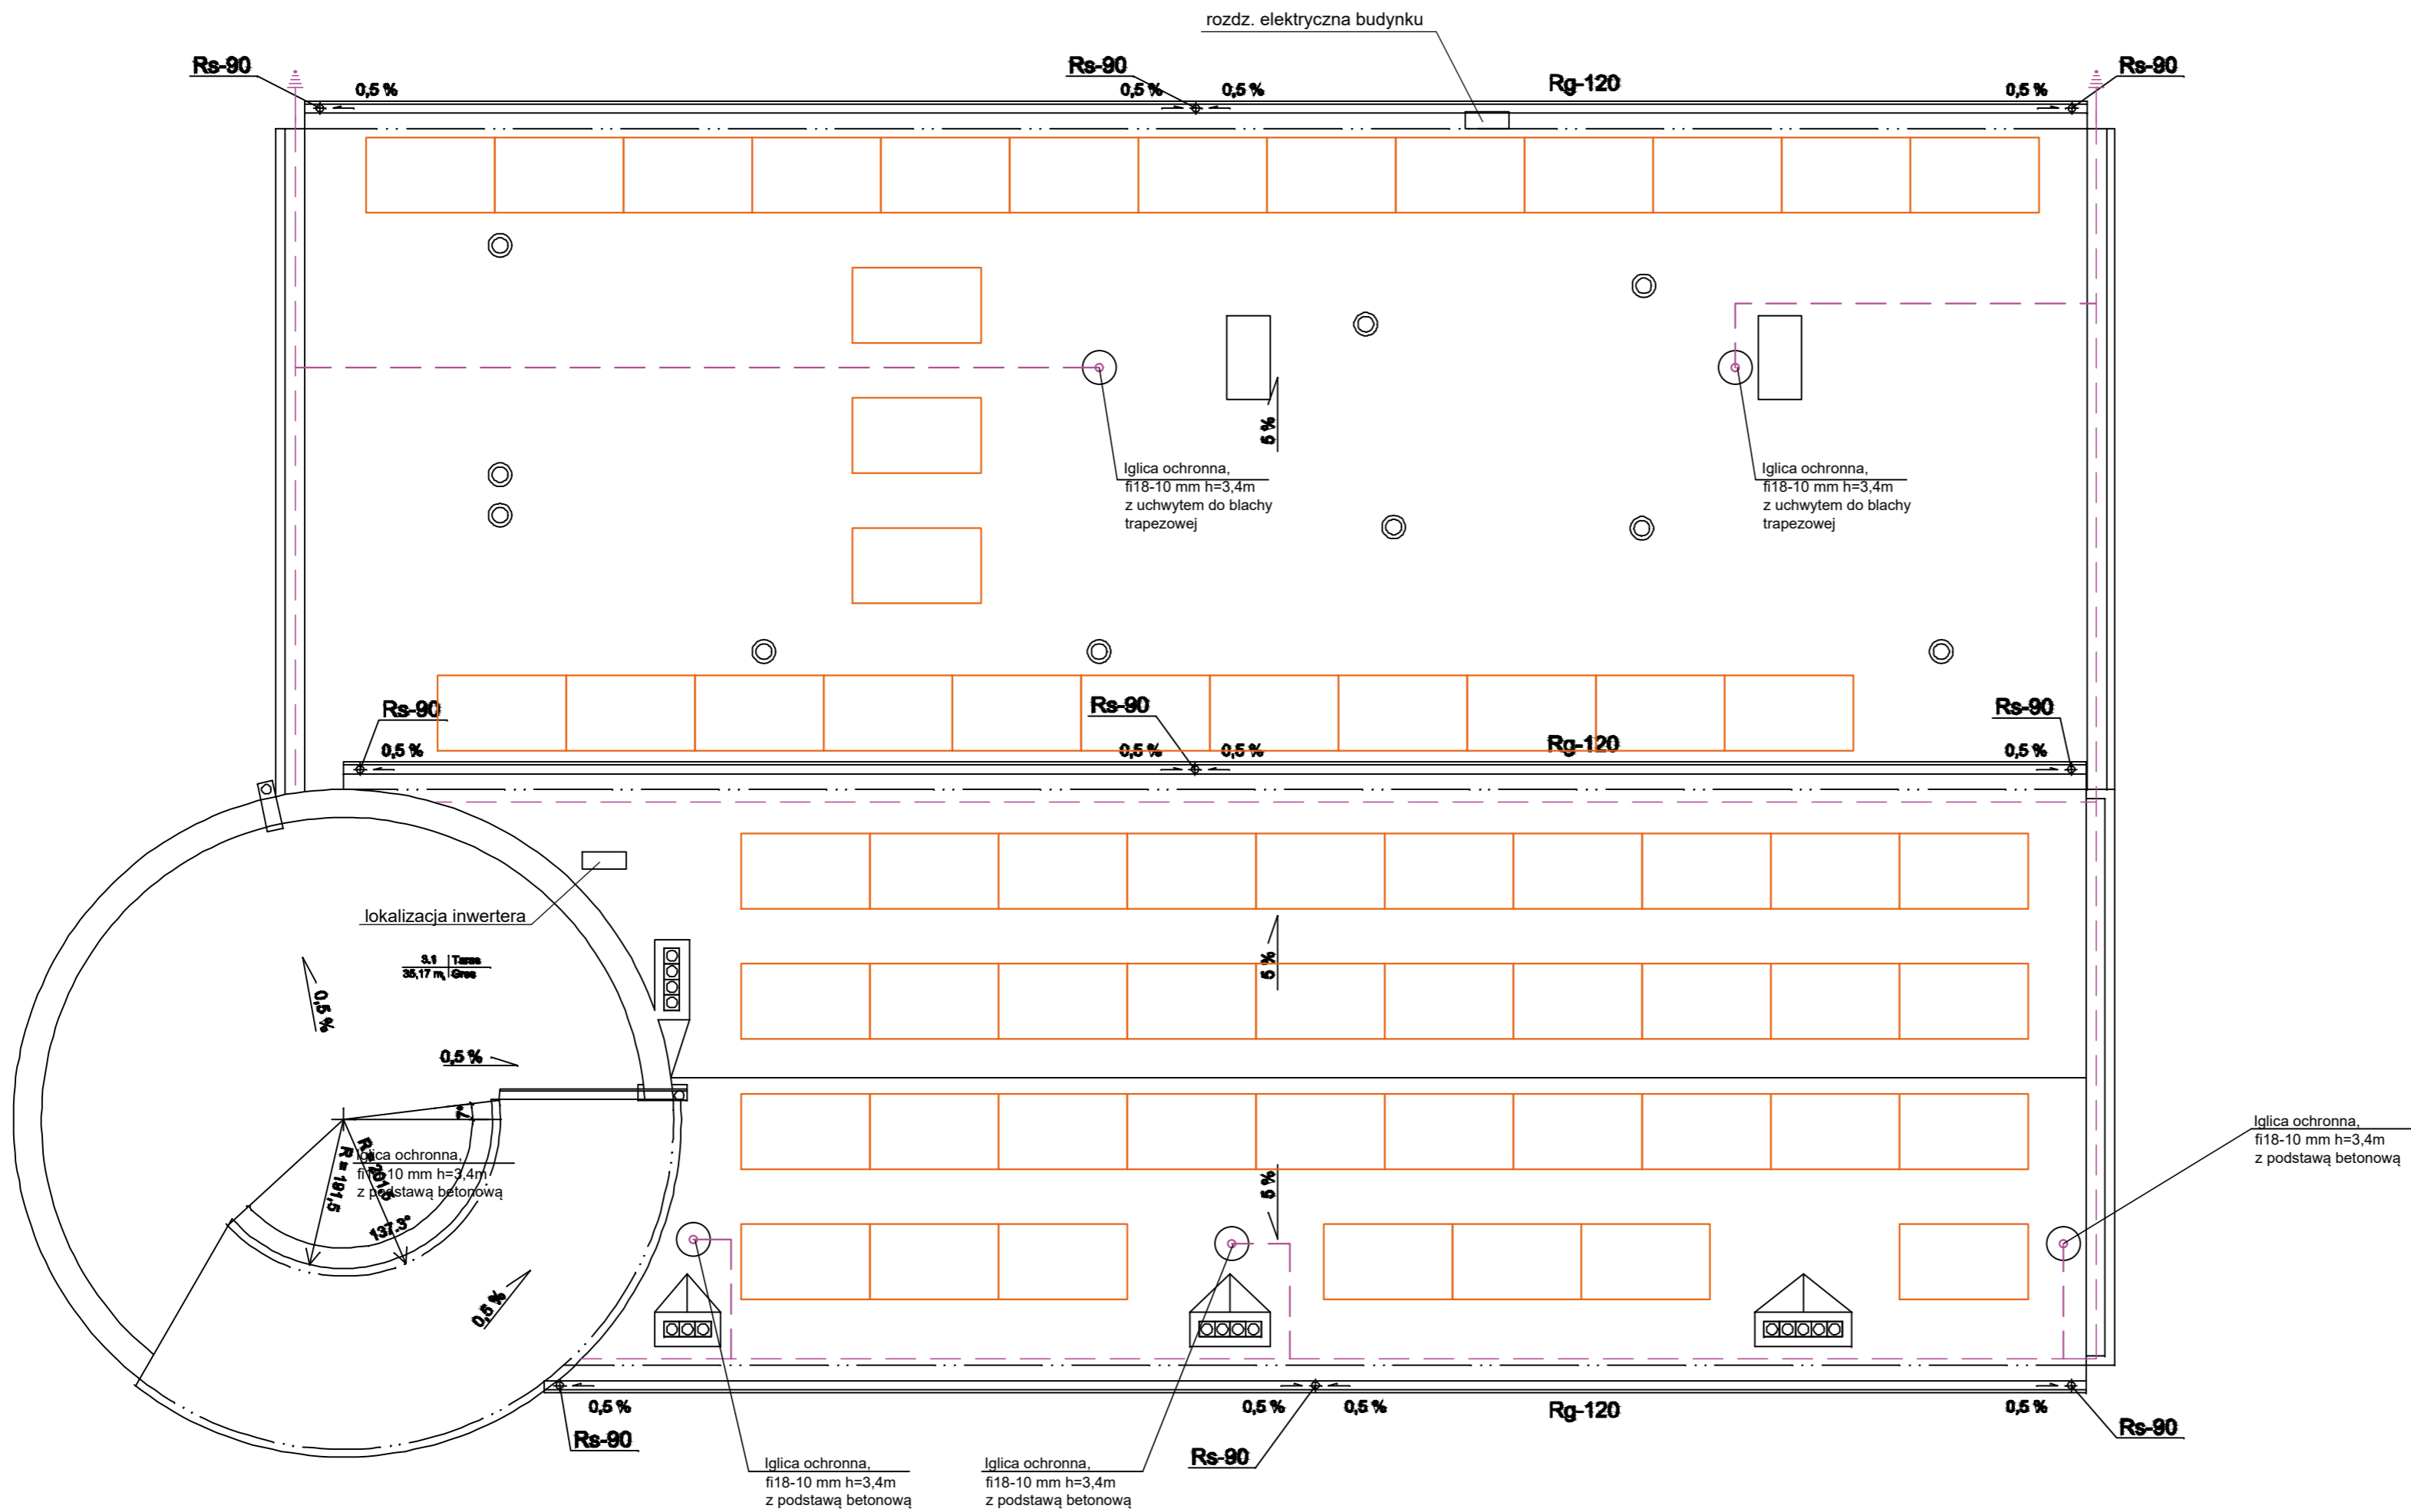 rozdz. elektryczna budynku
Rs-90
Rs-90
Rs-90
0,5 %
0,5 %
0,5 %
Rg-120
0,5 %
5 %
Iglica ochronna,
fi18-10 mm h=3,4m
z uchwytem do blachy
trapezowej
Iglica ochronna,
fi18-10 mm h=3,4m
z uchwytem do blachy
trapezowej
Rs-90
Rs-90
Rs-90
0,5 %
0,5 %
0,5 %
Rg-120
0,5 %
lokalizacja inwertera
3.1 Taras
35,17 m, Gres
5 %
0,5 %
0,5 %
7°
R = 201,5
R = 191,5
137.3°
Iglica ochronna,
fi18-10 mm h=3,4m
z podstawą betonową
5 %
Iglica ochronna,
fi18-10 mm h=3,4m
z podstawą betonową
0,5 %
0,5 %
0,5 %
0,5 %
Rg-120
0,5 %
Rs-90
Rs-90
Rs-90
Iglica ochronna,
fi18-10 mm h=3,4m
z podstawą betonową
Iglica ochronna,
fi18-10 mm h=3,4m
z podstawą betonową